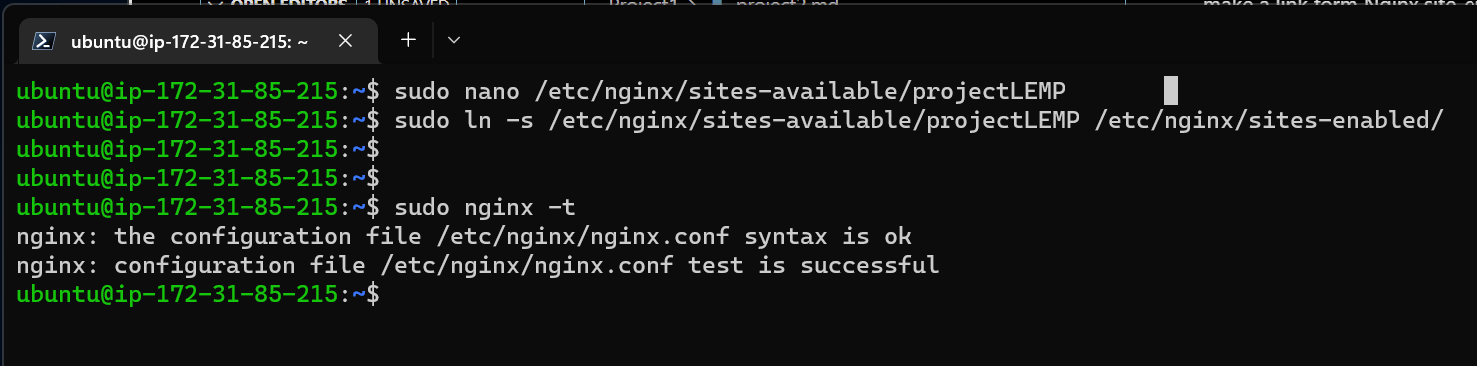 OPEN EDITORS 1 UNSAVED Project1 > project2.md make a link form Nginx site-e
ubuntu@ip-172-31-85-215: ~
ubuntu@ip-172-31-85-215:~$ sudo nano /etc/nginx/sites-available/projectLEMP
ubuntu@ip-172-31-85-215:~$ sudo ln -s /etc/nginx/sites-available/projectLEMP /etc/nginx/sites-enabled/
ubuntu@ip-172-31-85-215:~$
ubuntu@ip-172-31-85-215:~$
ubuntu@ip-172-31-85-215:~$ sudo nginx -t
nginx: the configuration file /etc/nginx/nginx.conf syntax is ok
nginx: configuration file /etc/nginx/nginx.conf test is successful
ubuntu@ip-172-31-85-215:~$